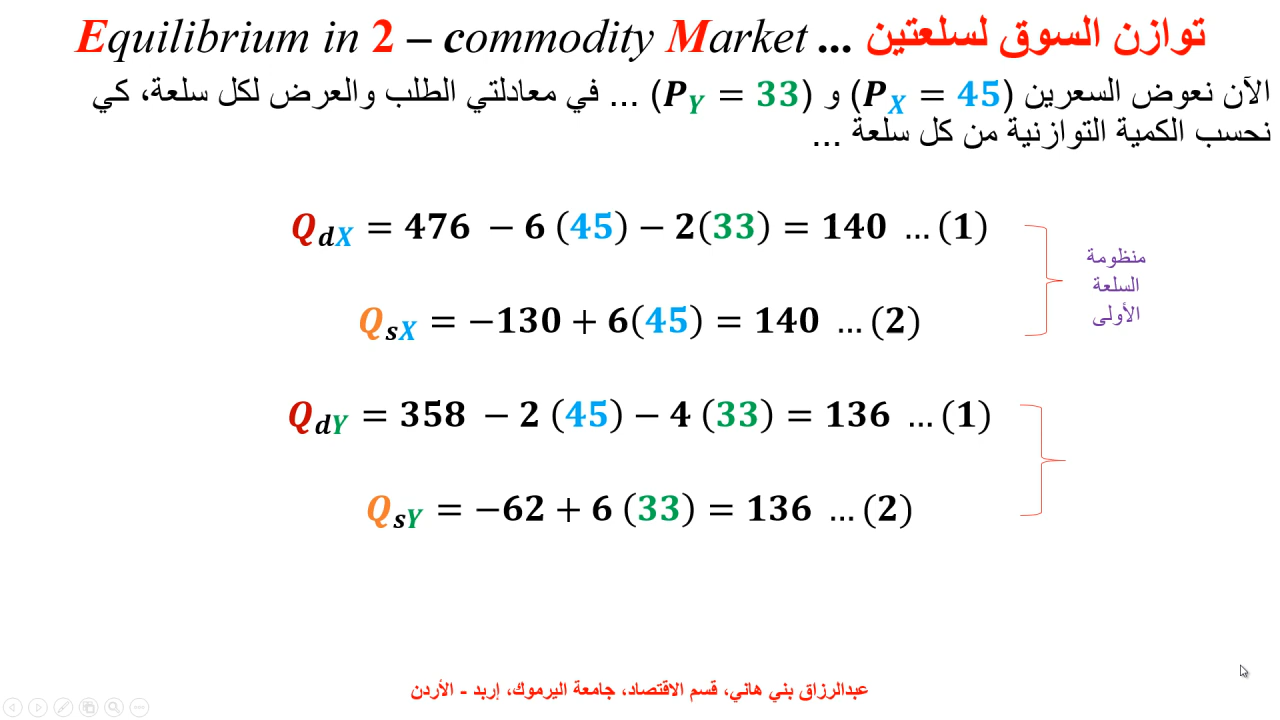 Equilibrium in 2 – commodity Market ... توازن السوق لسلعتين
الآن نعوض السعرين (P_X = 45) و (P_Y = 33) ... في معادلتي الطلب والعرض لكل سلعة، كي
نحسب الكمية التوازنية من كل سلعة ...
Q_dX = 476 − 6 (45) − 2(33) = 140 ... (1)
Q_sX = −130 + 6(45) = 140 ... (2)
منظومة
السلعة
الأولى
Q_dY = 358 − 2 (45) − 4 (33) = 136 ... (1)
Q_sY = −62 + 6 (33) = 136 ... (2)
عبدالرزاق بني هاني، قسم الاقتصاد، جامعة اليرموك، إربد - الأردن